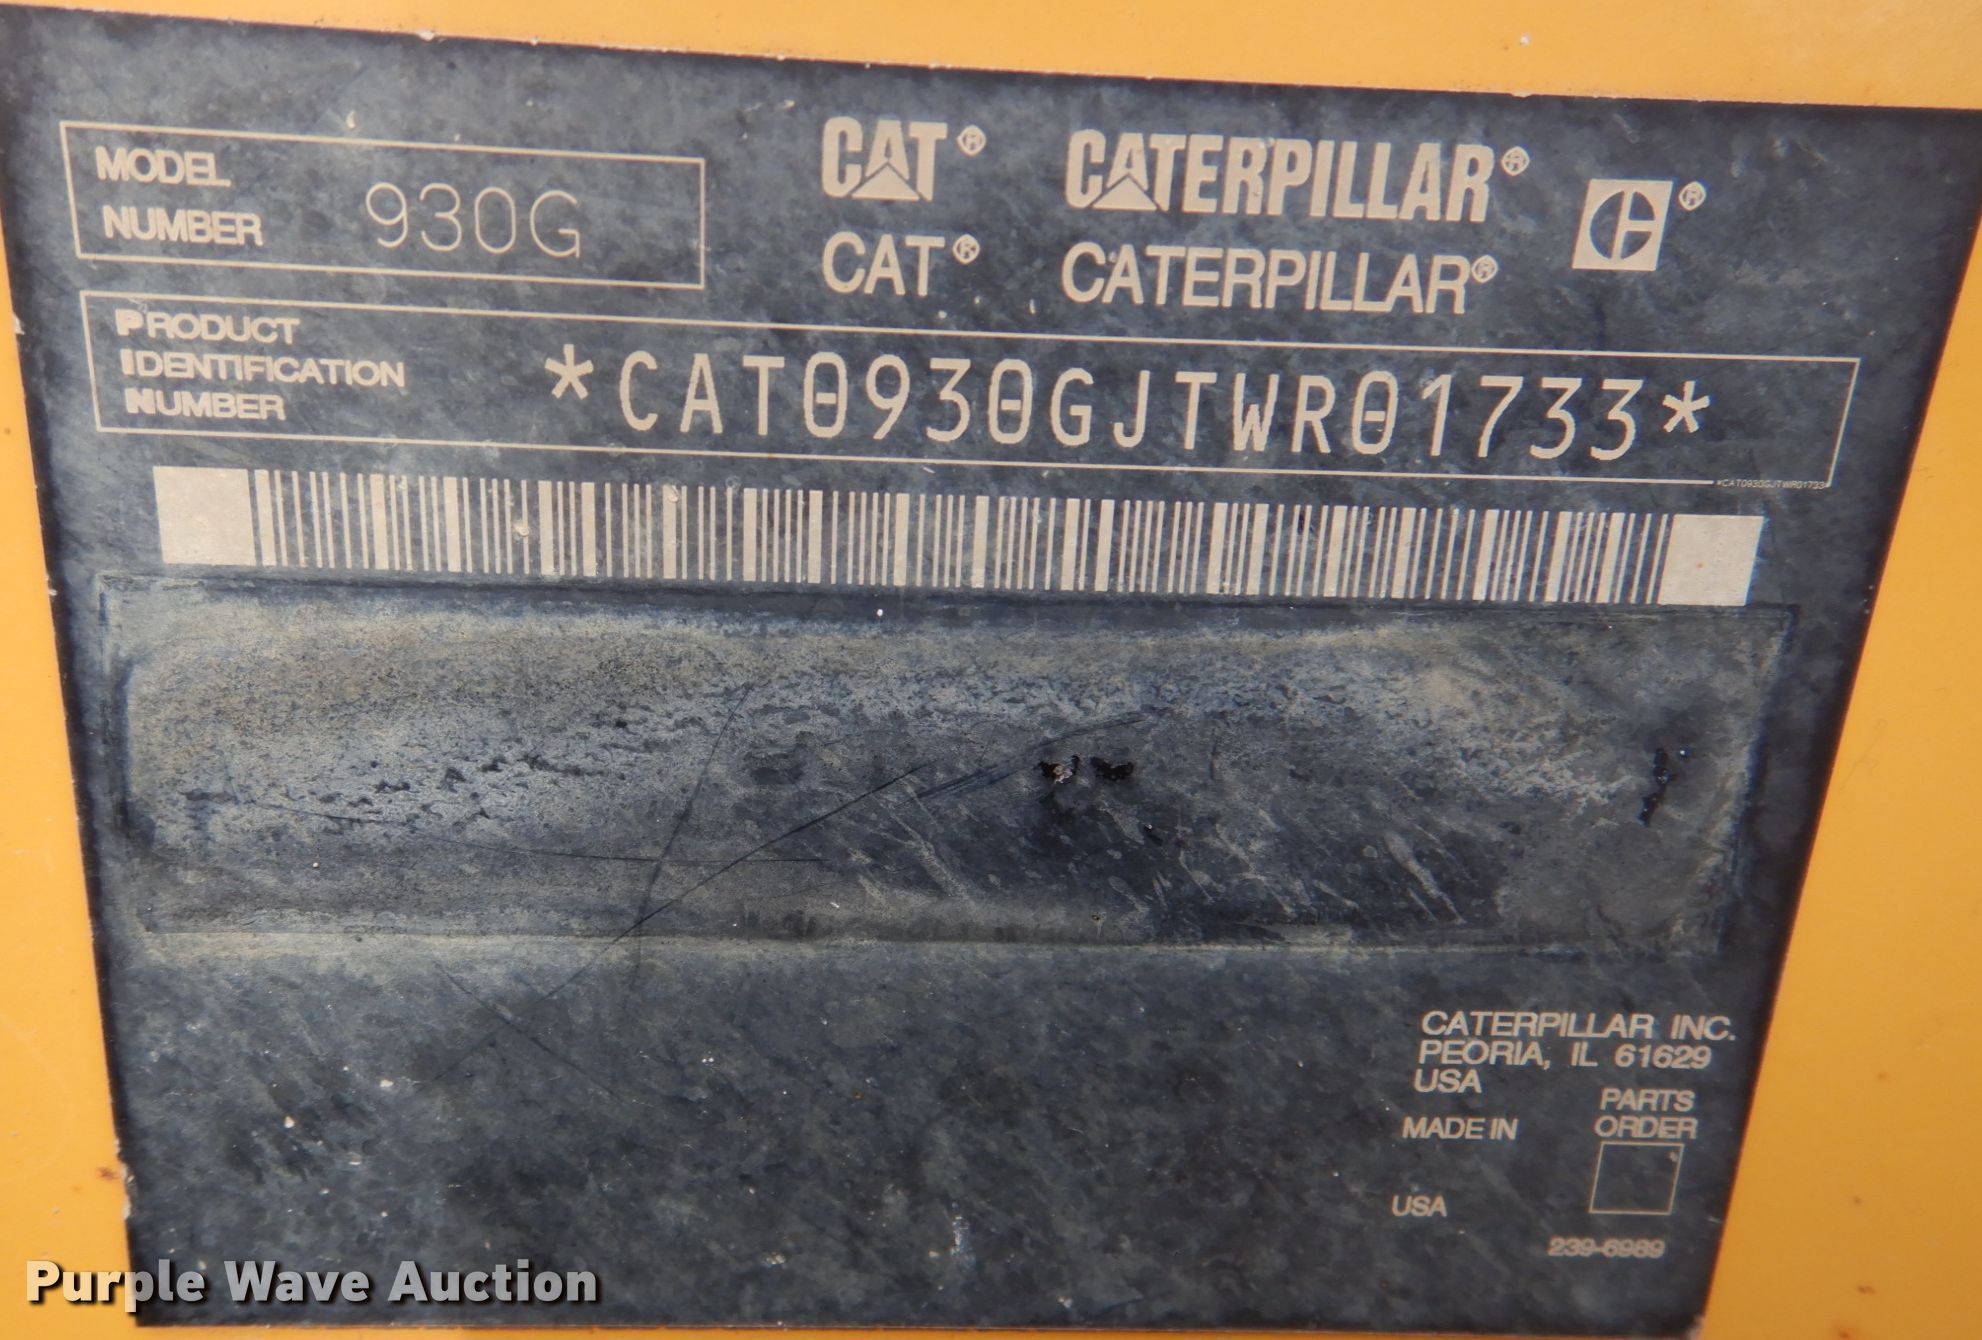 MODEL
NUMBER 930G
CAT® CATERPILLAR® ®
CAT® CATERPILLAR®
PRODUCT
IDENTIFICATION
NUMBER
*CAT0930GJTWR01733*
*CAT0930GJTWR01733*
CATERPILLAR INC.
PEORIA, IL 61629
USA
MADE IN
PARTS
ORDER
USA
239-6989
Purple Wave Auction